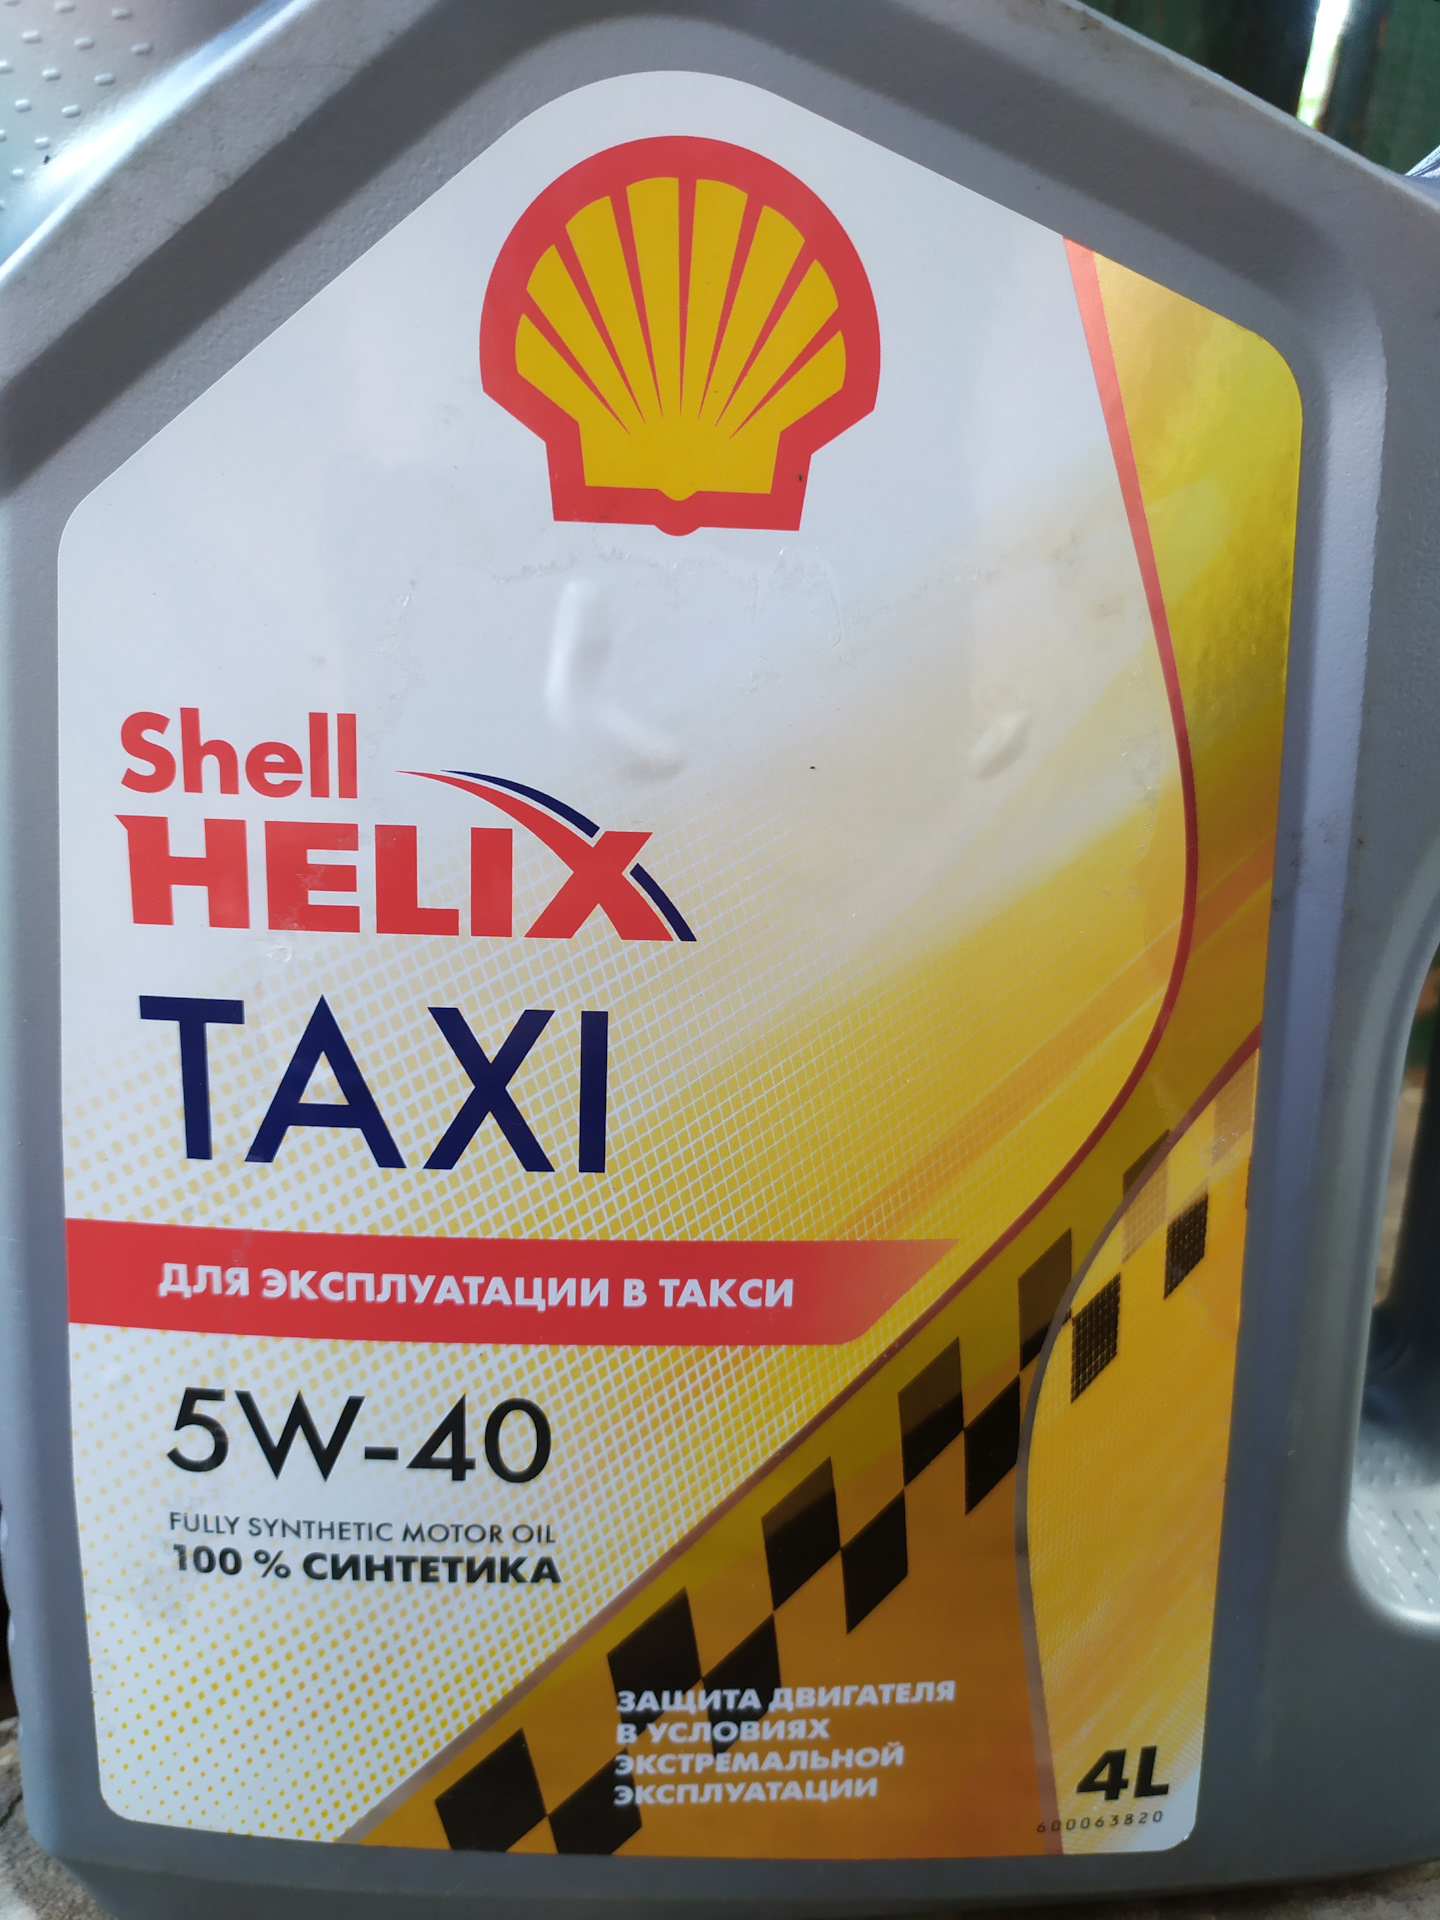 Shell
HELIX
TAXI
ДЛЯ ЭКСПЛУАТАЦИИ В ТАКСИ
5W-40
FULLY SYNTHETIC MOTOR OIL
100 % СИНТЕТИКА
ЗАЩИТА ДВИГАТЕЛЯ
В УСЛОВИЯХ
ЭКСТРЕМАЛЬНОЙ
ЭКСПЛУАТАЦИИ
4L
600063820